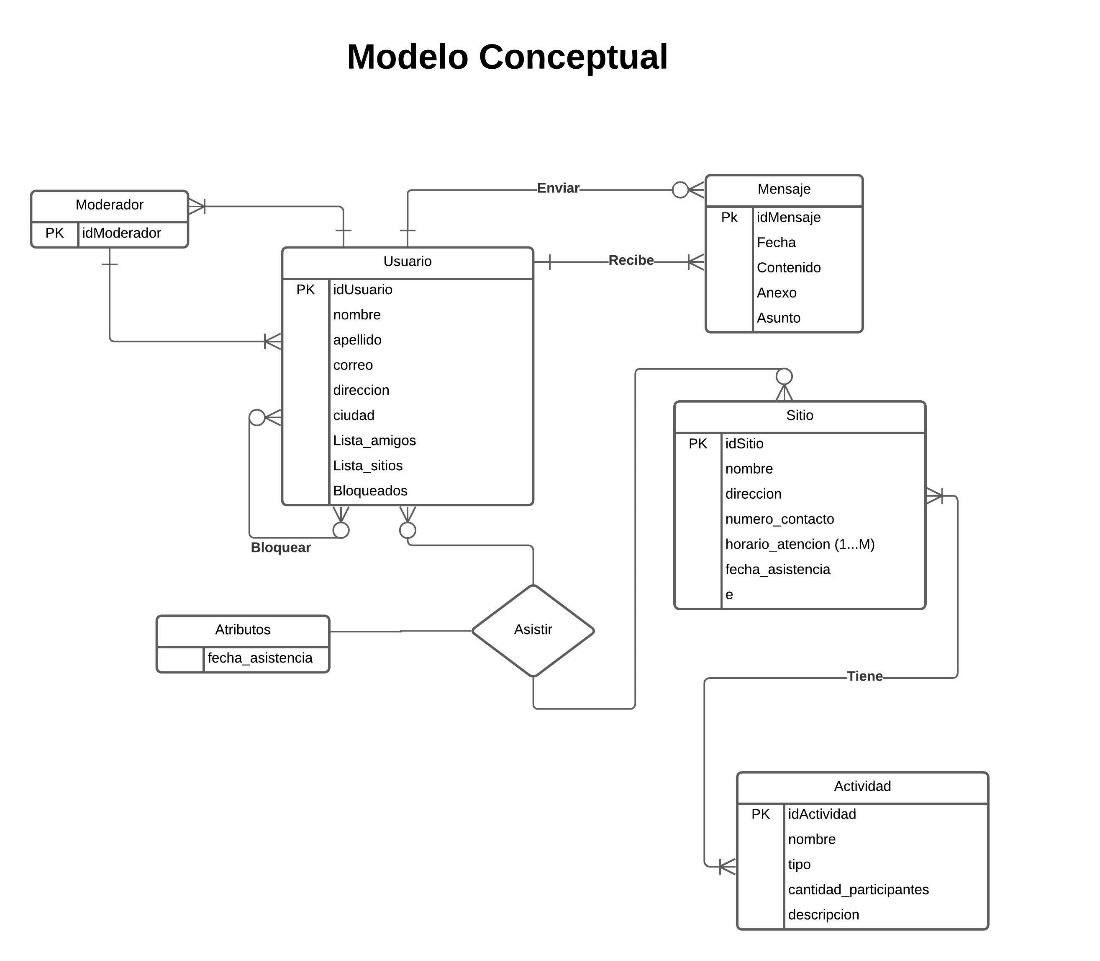 Modelo Conceptual
Moderador
PK idModerador
Enviar
Mensaje
Pk idMensaje
Fecha
Contenido
Anexo
Asunto
Recibe
Usuario
PK idUsuario
nombre
apellido
correo
direccion
ciudad
Lista_amigos
Lista_sitios
Bloqueados
Bloquear
Sitio
PK idSitio
nombre
direccion
numero_contacto
horario_atencion (1...M)
fecha_asistencia
e
Asistir
Atributos
fecha_asistencia
Tiene
Actividad
PK idActividad
nombre
tipo
cantidad_participantes
descripcion